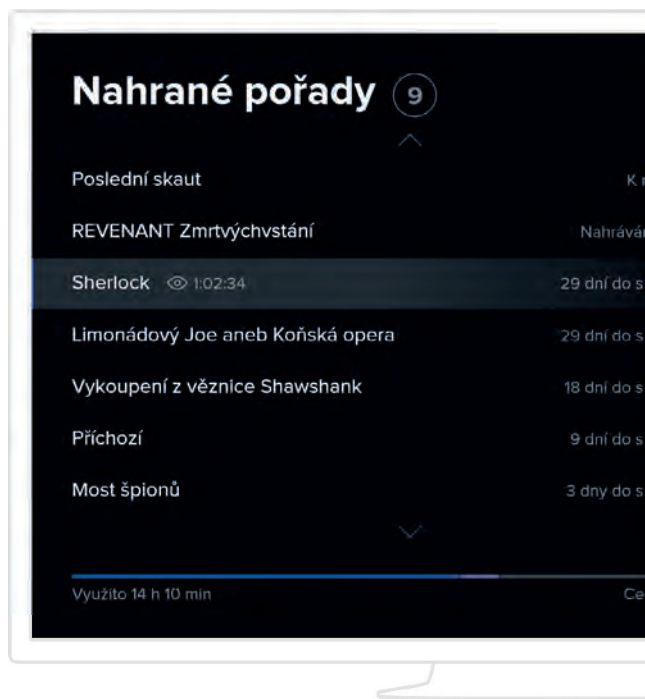 Nahrané pořady 9
Poslední skaut K
REVENANT Zmrtvýchvstání
Sherlock 1:02:34 29 dní do s
Limonádový Joe aneb Koňská opera 29 dní do s
Vykoupení z věznice Shawshank 18 dní do s
Příchozí 9 dní do s
Most špionů 3 dny do s
Využito 14 h 10 min Ce